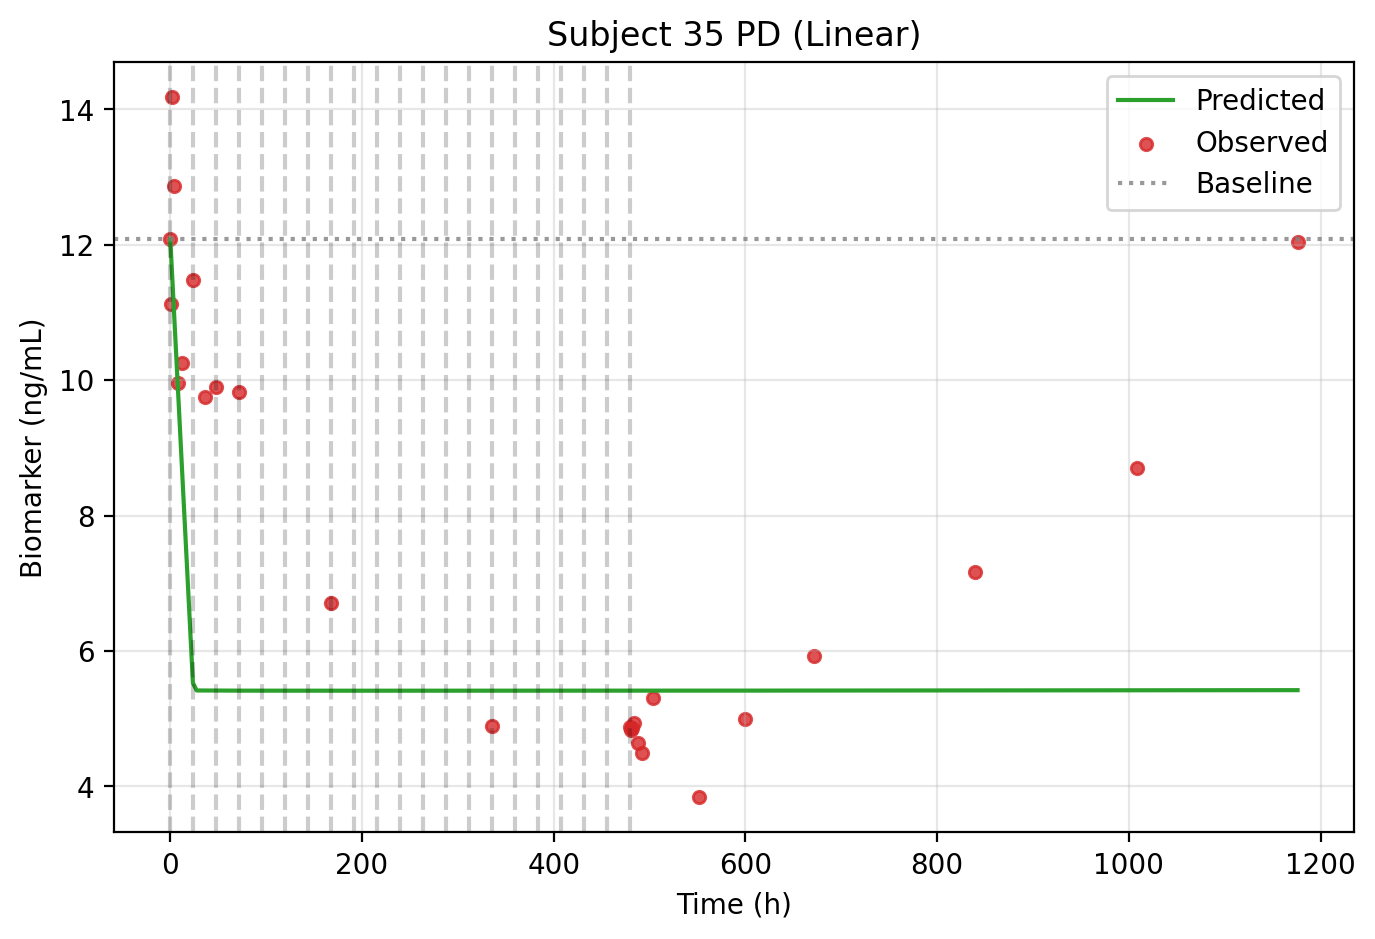 Subject 35 PD (Linear)
Predicted
Observed
Baseline
Biomarker (ng/mL)
14
12
10
8
6
4
0
200
400
600
800
1000
1200
Time (h)